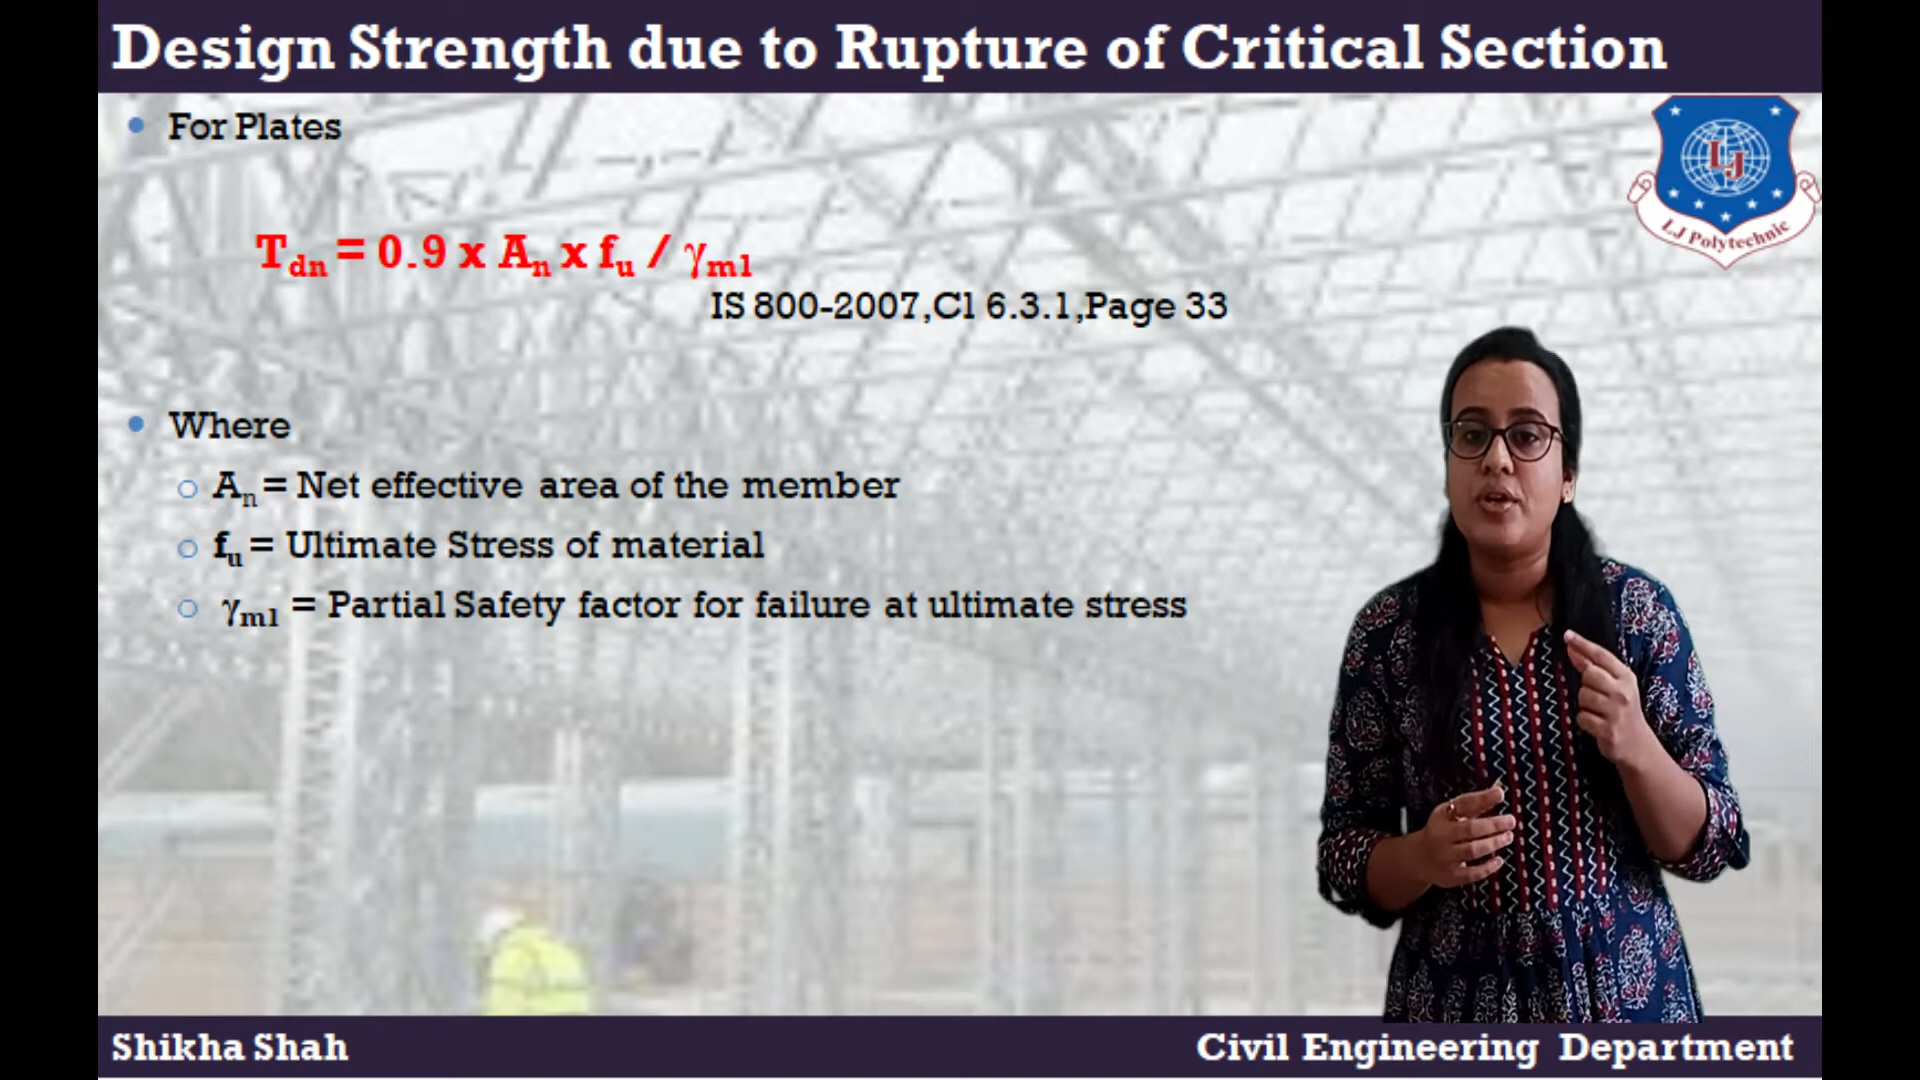 Design Strength due to Rupture of Critical Section
For Plates
LJ
LJ Polytechnic
Tdn = 0.9 x An x fu / γm1
IS 800-2007,Cl 6.3.1,Page 33
Where
An = Net effective area of the member
fu = Ultimate Stress of material
γm1 = Partial Safety factor for failure at ultimate stress
Shikha Shah
Civil Engineering Department